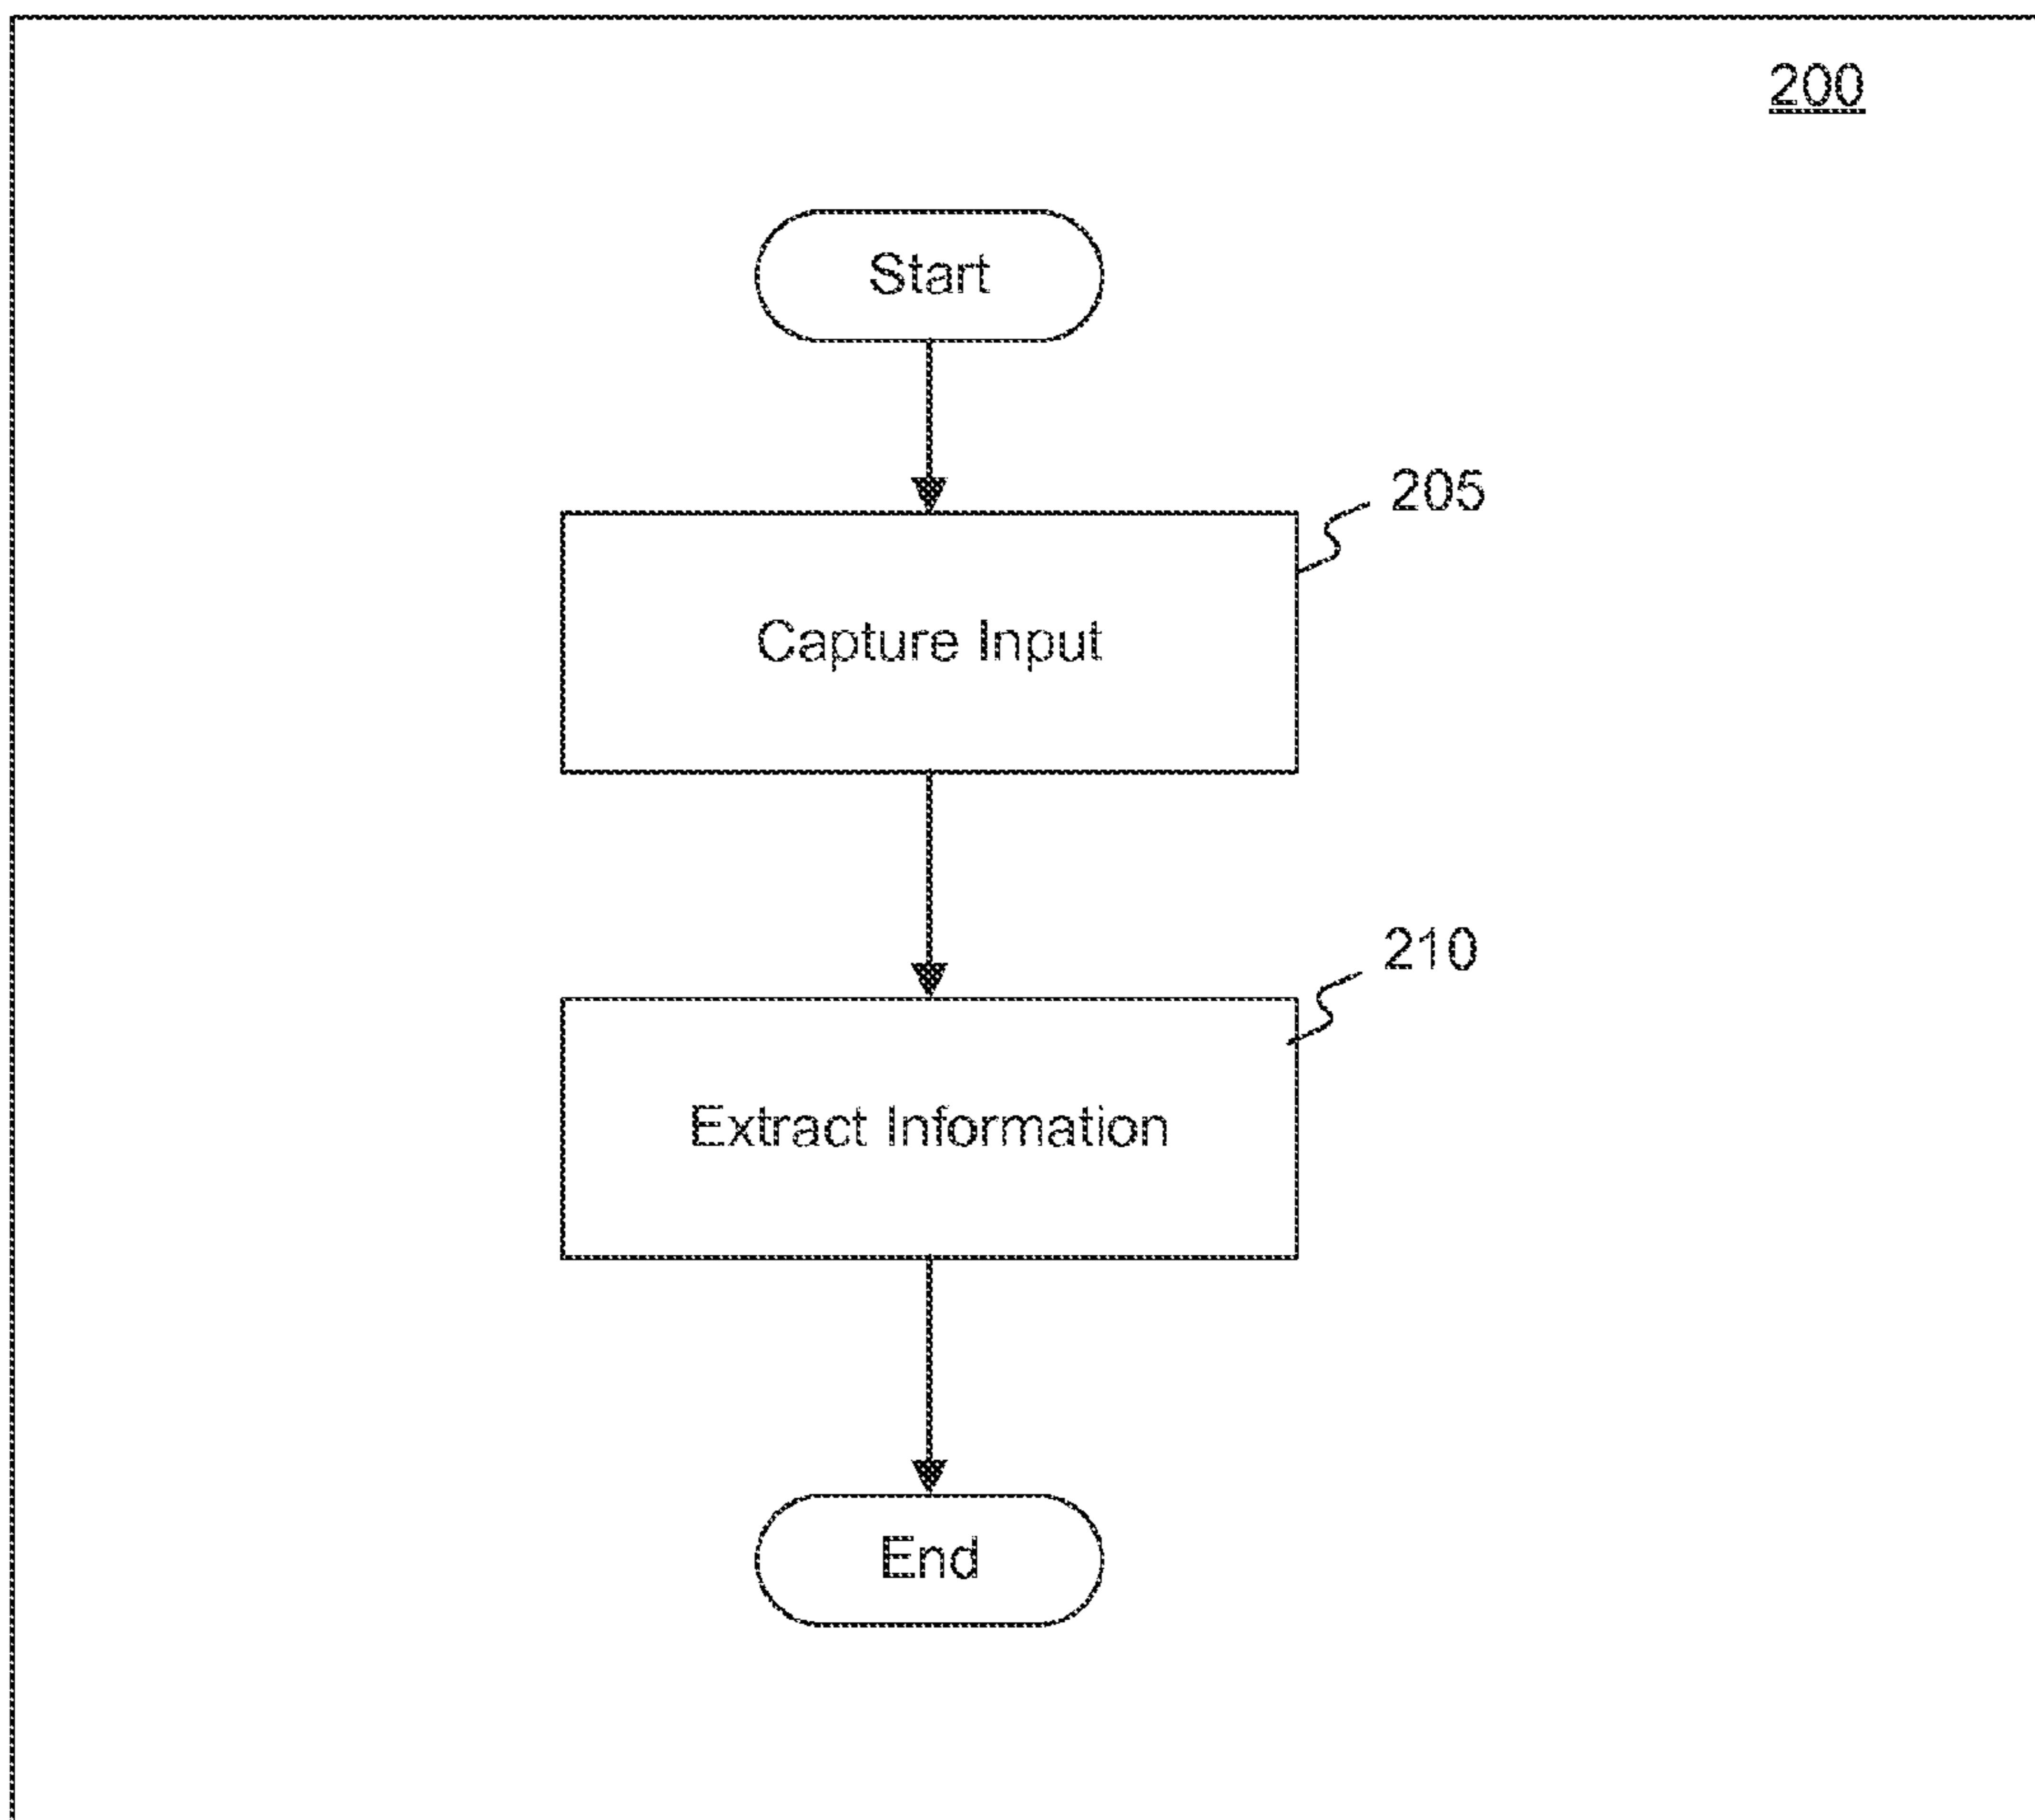 200
Start
205
Capture Input
210
Extract Information
End